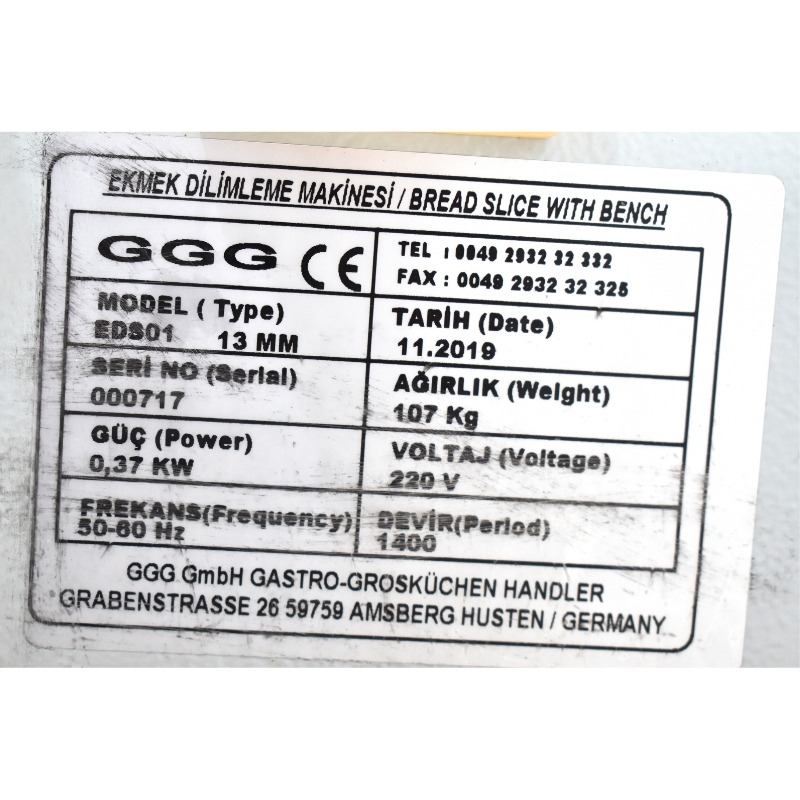 EKMEK DİLİMLEME MAKİNESİ / BREAD SLICE WITH BENCH
GGG CE
TEL : 0049 2932 32 332
FAX : 0049 2932 32 325
MODEL ( Type)
EDS01 13 MM
TARİH (Date)
11.2019
SERİ NO (Serial)
000717
AĞIRLIK (Weight)
107 Kg
GÜÇ (Power)
0,37 KW
VOLTAJ (Voltage)
220 V
FREKANS(Frequency)
50-60 Hz
DEVİR(Period)
1400
GGG GmbH GASTRO-GROSKÜCHEN HANDLER
GRABENSTRASSE 26 59759 AMSBERG HUSTEN / GERMANY